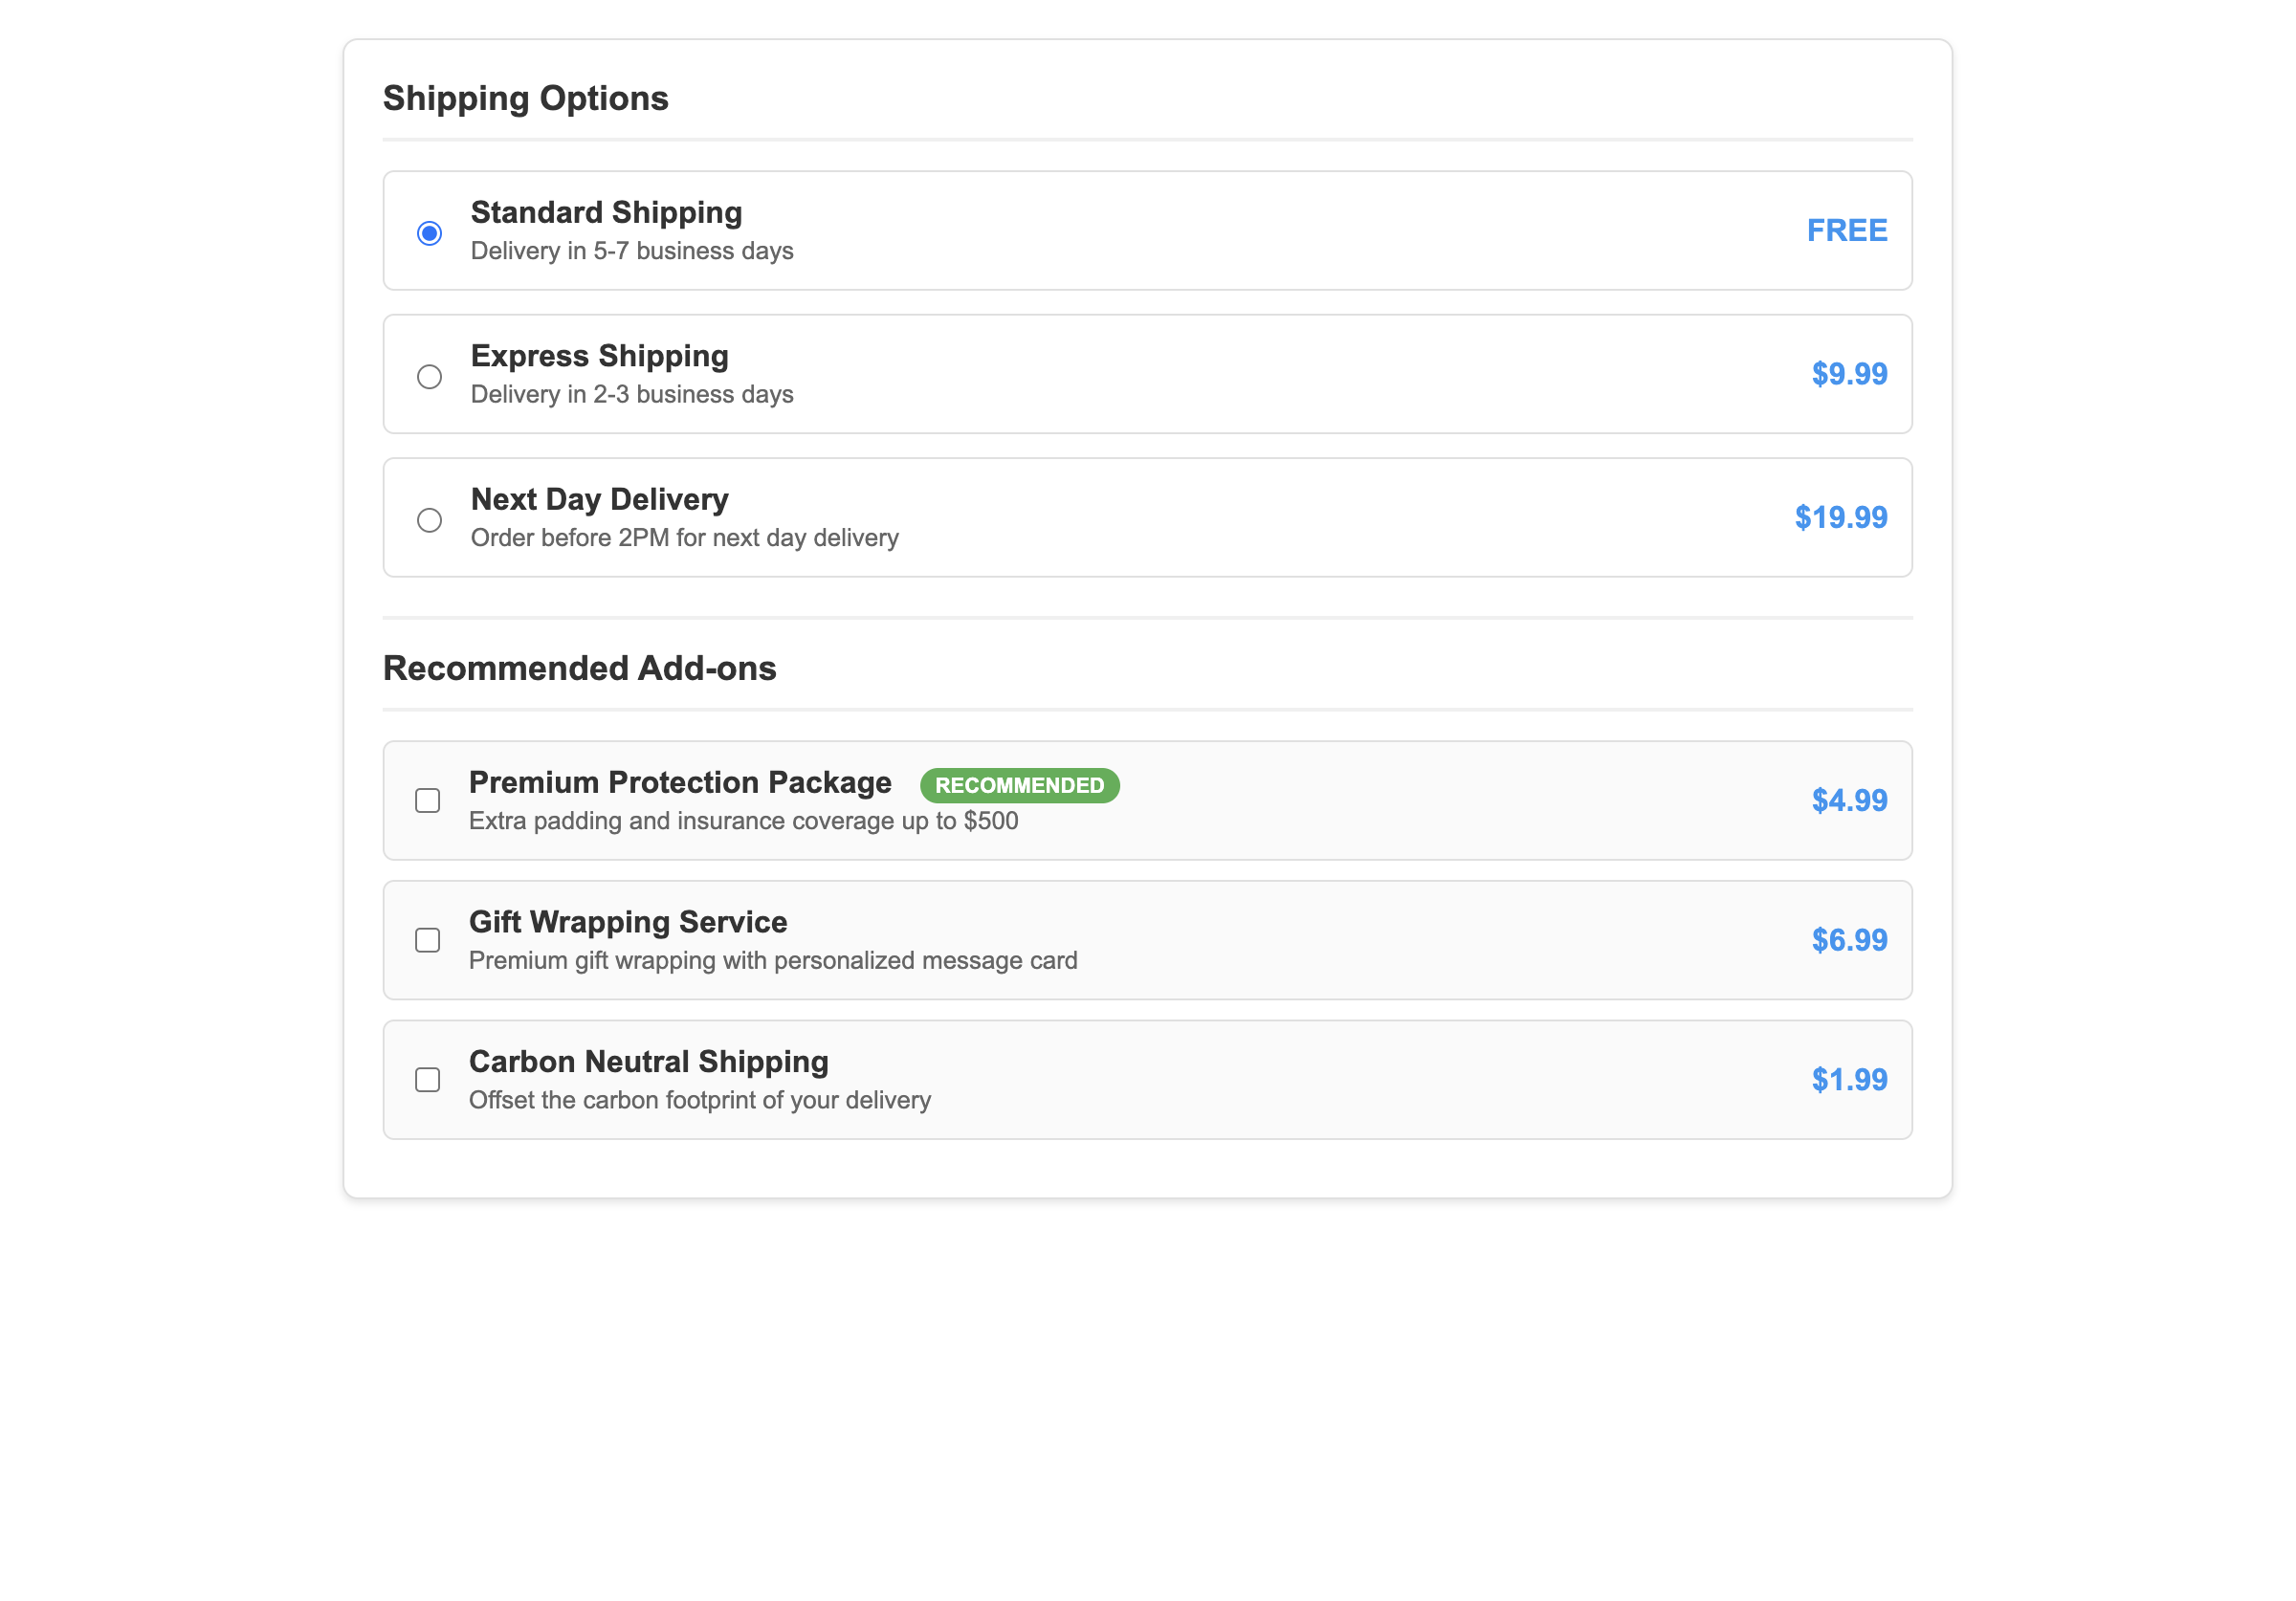 Shipping Options
Standard Shipping
Delivery in 5-7 business days
FREE
Express Shipping
Delivery in 2-3 business days
$9.99
Next Day Delivery
Order before 2PM for next day delivery
$19.99
Recommended Add-ons
Premium Protection Package RECOMMENDED
Extra padding and insurance coverage up to $500
$4.99
Gift Wrapping Service
Premium gift wrapping with personalized message card
$6.99
Carbon Neutral Shipping
Offset the carbon footprint of your delivery
$1.99